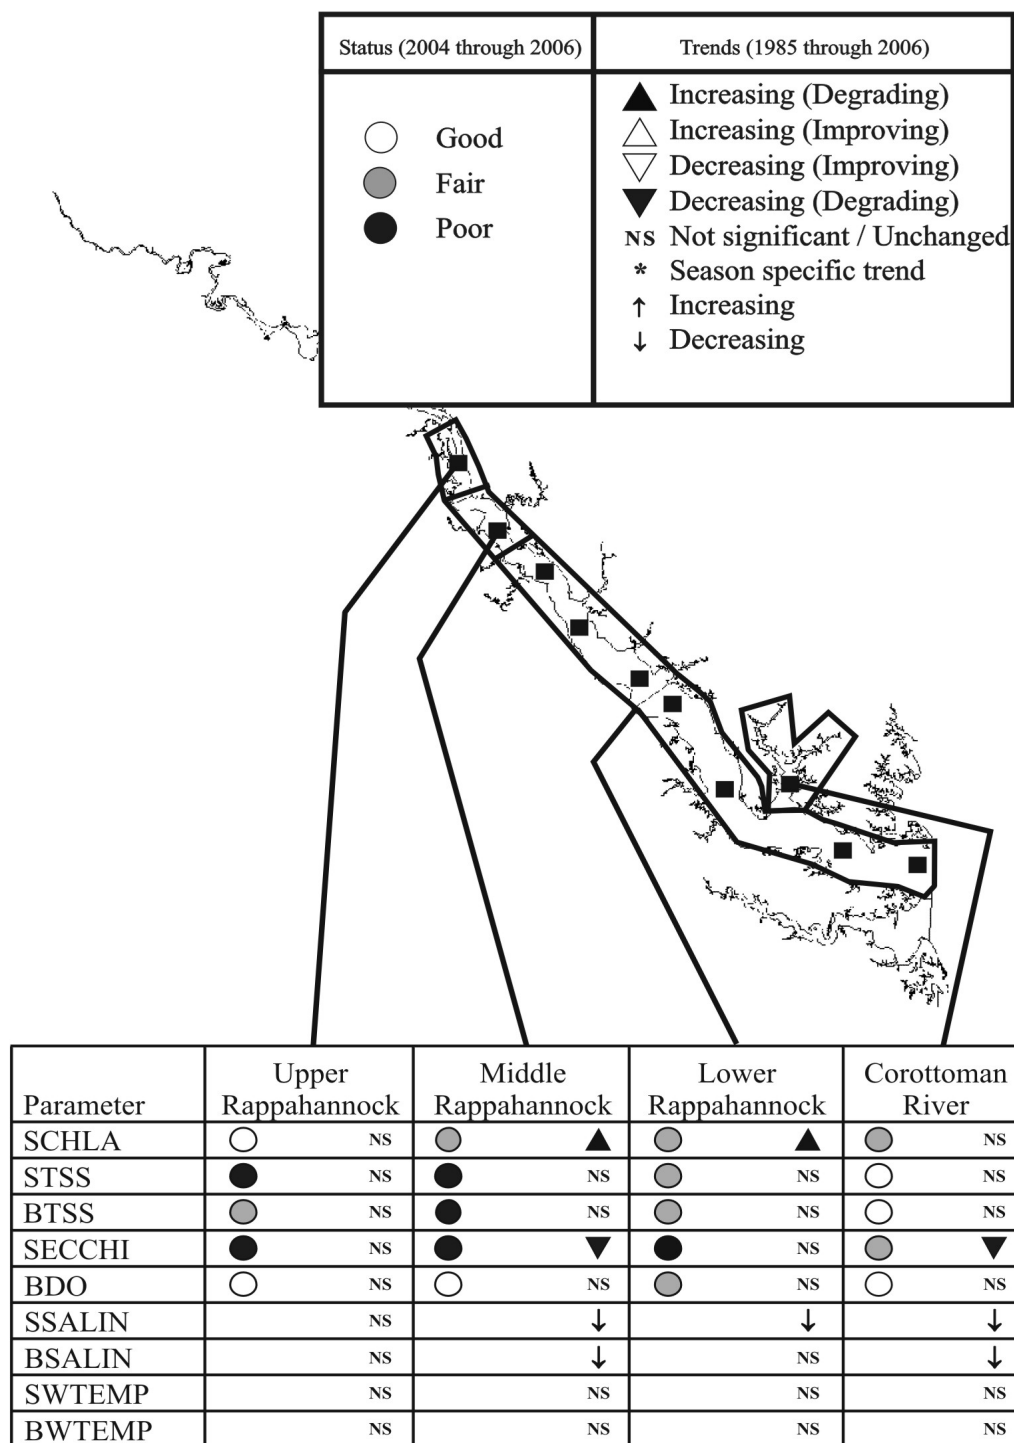 Status (2004 through 2006) Trends (1985 through 2006)
Good
Fair
Poor
Increasing (Degrading)
Increasing (Improving)
Decreasing (Improving)
Decreasing (Degrading)
NS Not significant / Unchanged
* Season specific trend
↑ Increasing
↓ Decreasing
Parameter Upper Rappahannock Middle Rappahannock Lower Rappahannock Corottoman River
SCHLA NS NS
STSS NS NS NS NS
BTSS NS NS NS NS
SECCHI NS NS
BDO NS NS NS NS
SSALIN NS ↓ ↓ ↓
BSALIN NS ↓ NS ↓
SWTEMP NS NS NS NS
BWTEMP NS NS NS NS